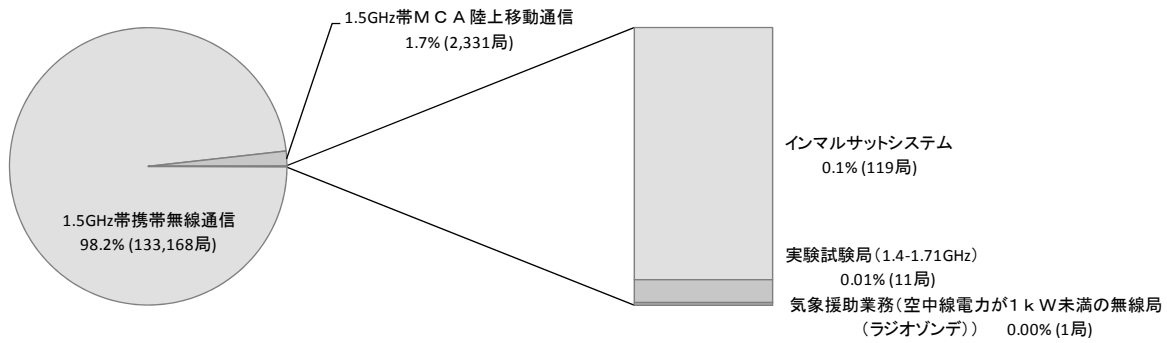 1.5GHz帯ＭＣＡ陸上移動通信
1.7% (2,331局)
1.5GHz帯携帯無線通信
98.2% (133,168局)
インマルサットシステム
0.1% (119局)
実験試験局（1.4-1.71GHz）
0.01% (11局)
気象援助業務（空中線電力が１ｋＷ未満の無線局
（ラジオゾンデ）） 0.00% (1局)